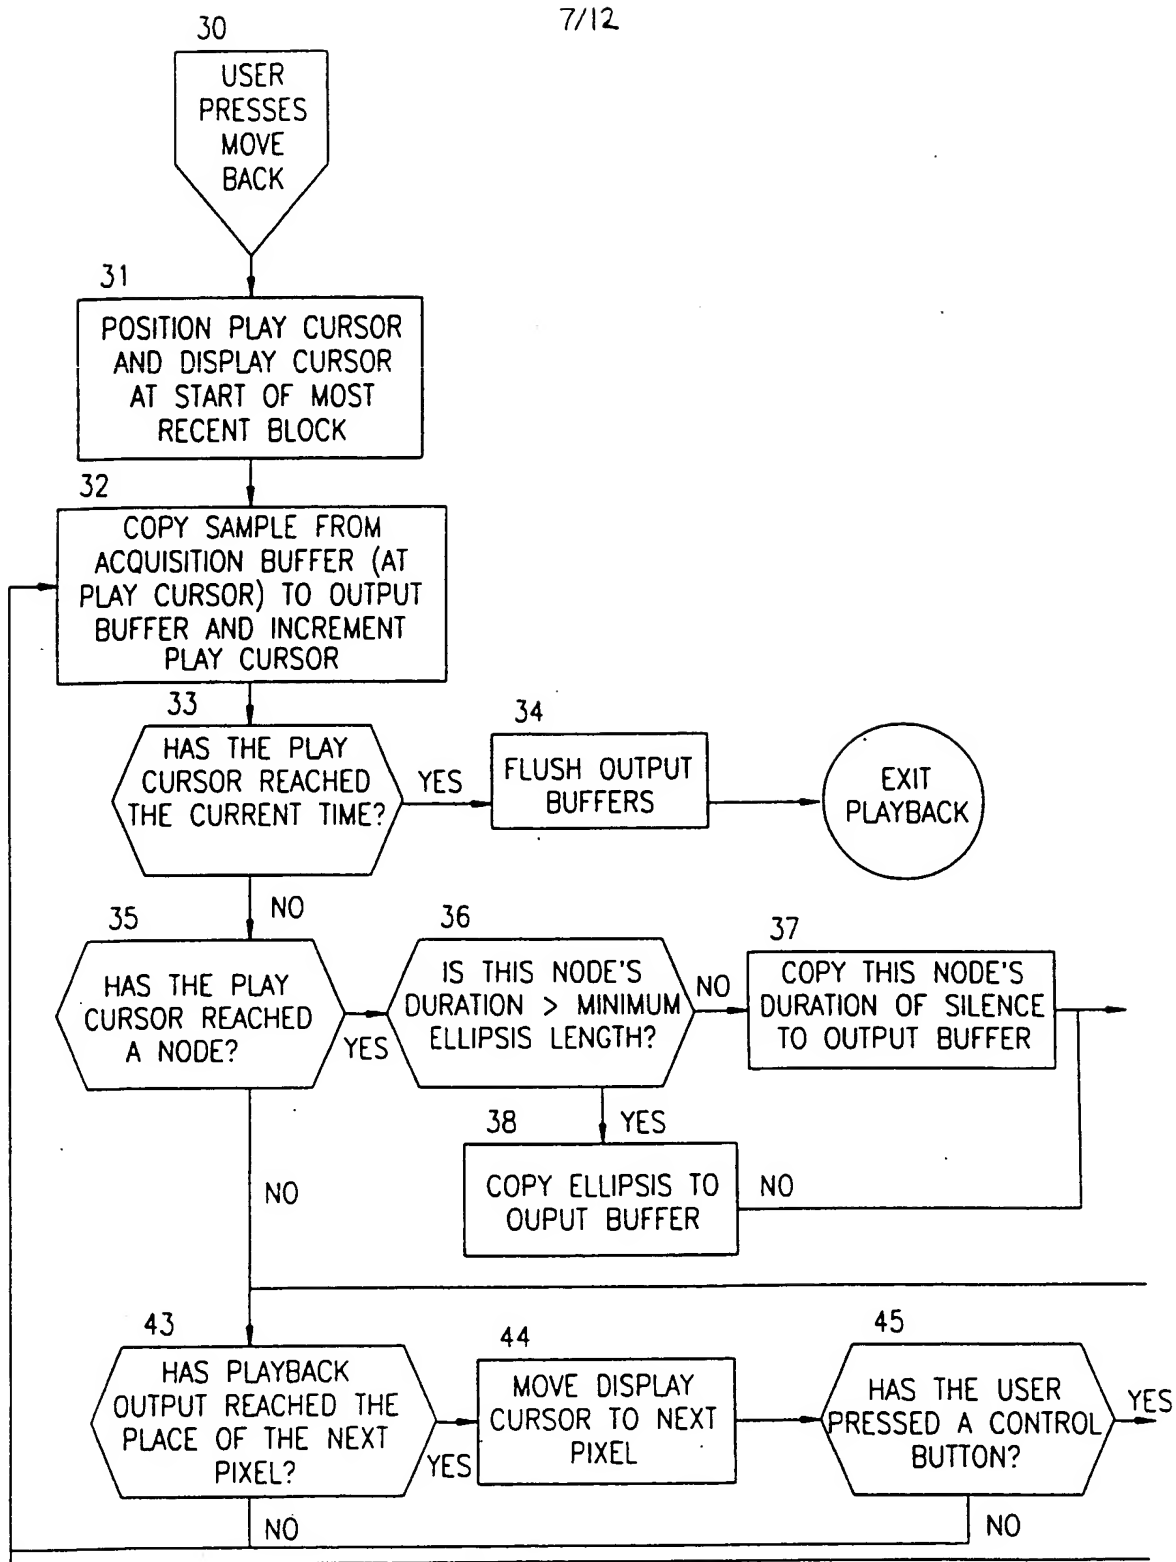 7/12
30
USER
PRESSES
MOVE
BACK
31
POSITION PLAY CURSOR
AND DISPLAY CURSOR
AT START OF MOST
RECENT BLOCK
32
COPY SAMPLE FROM
ACQUISITION BUFFER (AT
PLAY CURSOR) TO OUTPUT
BUFFER AND INCREMENT
PLAY CURSOR
33
HAS THE PLAY
CURSOR REACHED
THE CURRENT TIME?
YES
34
FLUSH OUTPUT
BUFFERS
EXIT
PLAYBACK
NO
35
HAS THE PLAY
CURSOR REACHED
A NODE?
YES
36
IS THIS NODE'S
DURATION > MINIMUM
ELLIPSIS LENGTH?
NO
37
COPY THIS NODE'S
DURATION OF SILENCE
TO OUTPUT BUFFER
YES
38
COPY ELLIPSIS TO
OUPUT BUFFER
NO
NO
43
HAS PLAYBACK
OUTPUT REACHED THE
PLACE OF THE NEXT
PIXEL?
YES
44
MOVE DISPLAY
CURSOR TO NEXT
PIXEL
45
HAS THE USER
PRESSED A CONTROL
BUTTON?
YES
NO
NO